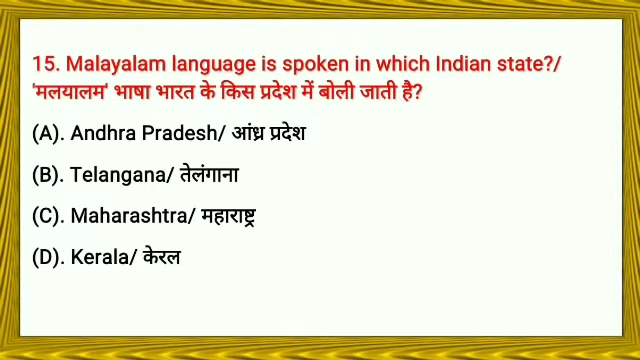 15. Malayalam language is spoken in which Indian state?/
'मलयालम' भाषा भारत के किस प्रदेश में बोली जाती है?
(A). Andhra Pradesh/ आंध्र प्रदेश
(B). Telangana/ तेलंगाना
(C). Maharashtra/ महाराष्ट्र
(D). Kerala/ केरल